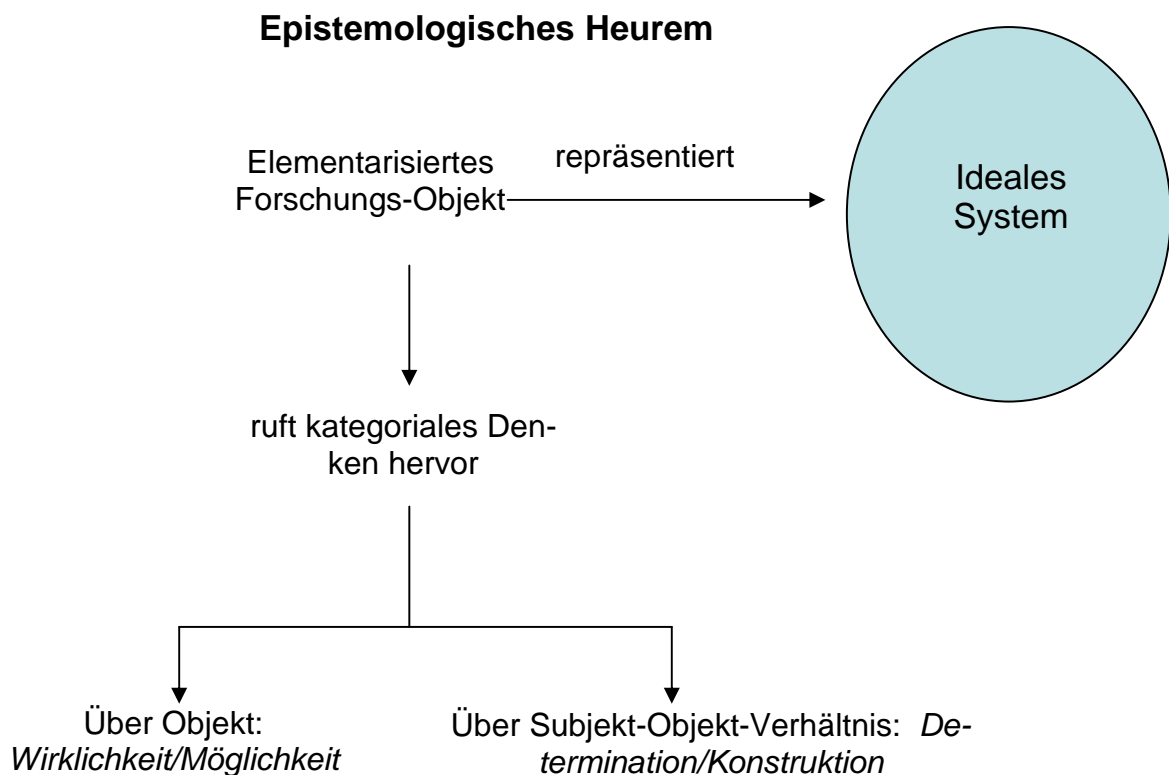 Epistemologisches Heurem
Elementarisiertes
Forschungs-Objekt
repräsentiert
Ideales
System
ruft kategoriales Den-
ken hervor
Über Objekt:
Wirklichkeit/Möglichkeit
Über Subjekt-Objekt-Verhältnis: De-
termination/Konstruktion